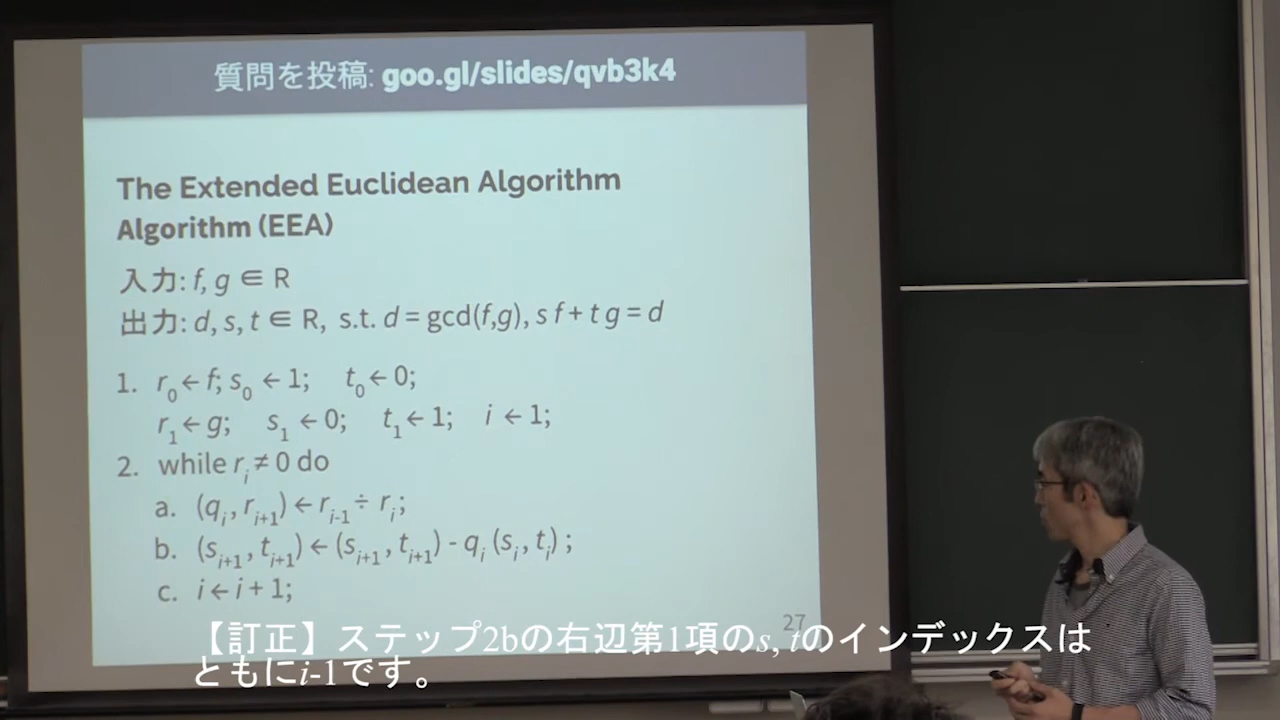 質問を投稿: goo.gl/slides/qvb3k4
The Extended Euclidean Algorithm
Algorithm (EEA)
入力: f, g ∈ R
出力: d, s, t ∈ R, s.t. d = gcd(f,g), s f + t g = d
1. r₀ ← f; s₀ ← 1; t₀ ← 0;
r₁ ← g; s₁ ← 0; t₁ ← 1; i ← 1;
2. while rᵢ ≠ 0 do
a. (qᵢ, rᵢ₊₁) ← rᵢ₋₁ ÷ rᵢ;
b. (sᵢ₊₁, tᵢ₊₁) ← (sᵢ₊₁, tᵢ₊₁) - qᵢ (sᵢ, tᵢ) ;
c. i ← i + 1;
27
【訂正】ステップ2bの右辺第1項のs, tのインデックスは
ともにi-1です。